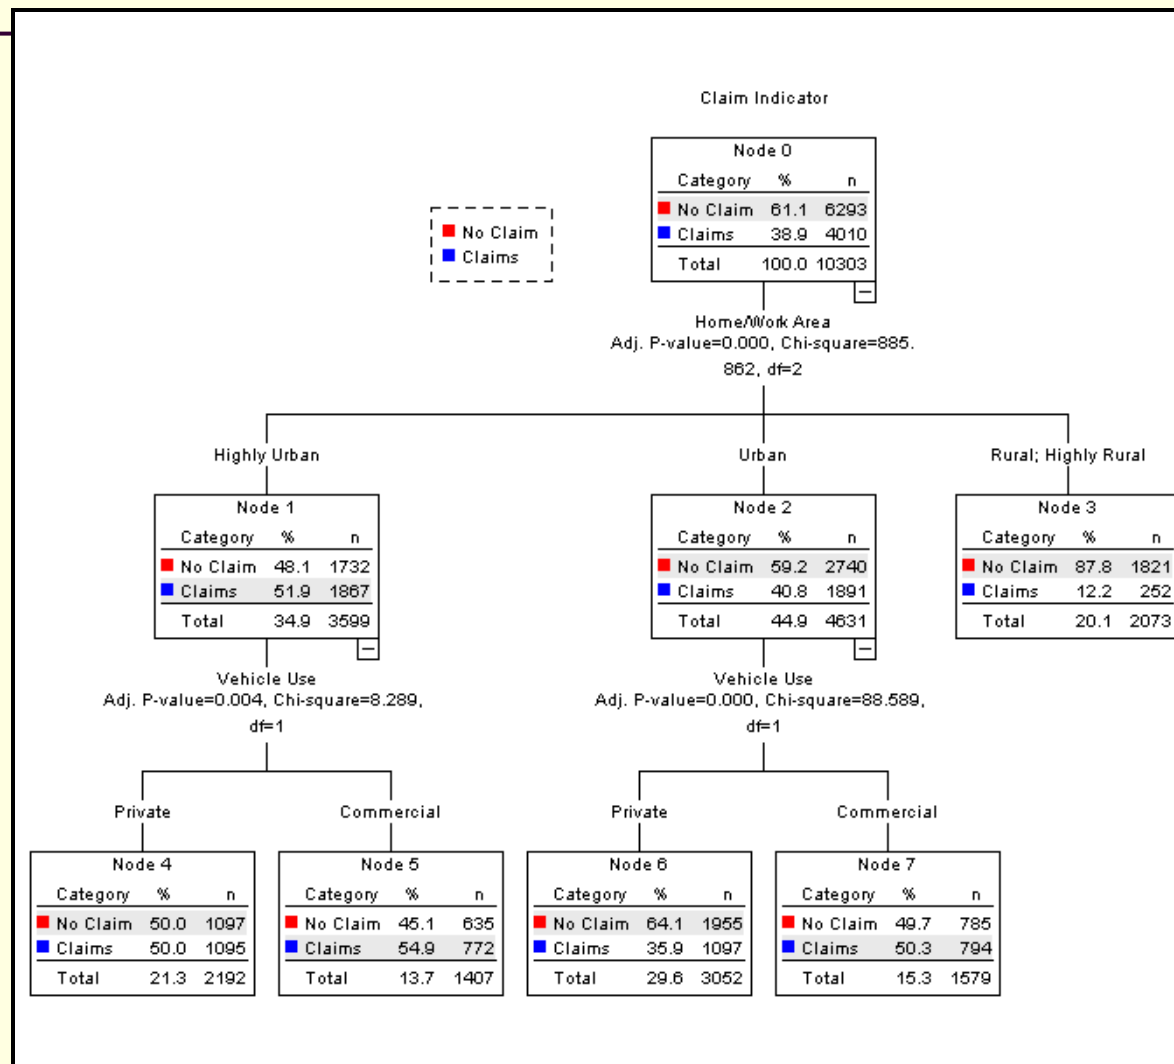 Claim Indicator
Node 0
Category % n
No Claim 61.1 6293
Claims 38.9 4010
Total 100.0 10303
No Claim
Claims
Home/Work Area
Adj. P-value=0.000, Chi-square=885.
862, df=2
Highly Urban
Urban
Rural; Highly Rural
Node 1
Category % n
No Claim 48.1 1732
Claims 51.9 1867
Total 34.9 3599
Node 2
Category % n
No Claim 59.2 2740
Claims 40.8 1891
Total 44.9 4631
Node 3
Category % n
No Claim 87.8 1821
Claims 12.2 252
Total 20.1 2073
Vehicle Use
Adj. P-value=0.004, Chi-square=8.289,
df=1
Vehicle Use
Adj. P-value=0.000, Chi-square=88.589,
df=1
Private
Commercial
Private
Commercial
Node 4
Category % n
No Claim 50.0 1097
Claims 50.0 1095
Total 21.3 2192
Node 5
Category % n
No Claim 45.1 635
Claims 54.9 772
Total 13.7 1407
Node 6
Category % n
No Claim 64.1 1955
Claims 35.9 1097
Total 29.6 3052
Node 7
Category % n
No Claim 49.7 785
Claims 50.3 794
Total 15.3 1579